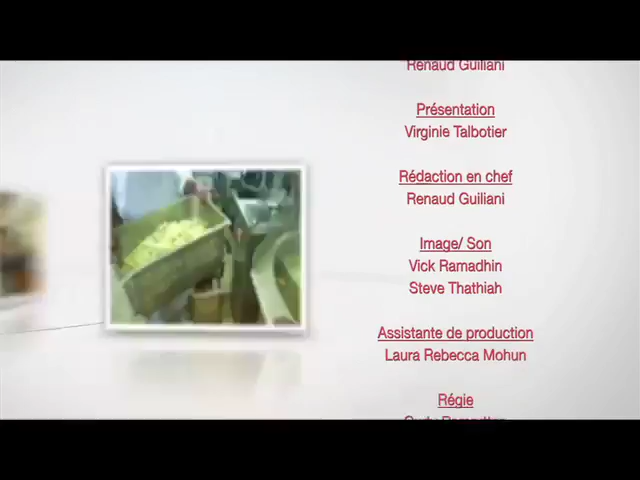 Renaud Guiliani
Présentation
Virginie Talbotier
Rédaction en chef
Renaud Guiliani
Image/ Son
Vick Ramadhin
Steve Thathiah
Assistante de production
Laura Rebecca Mohun
Régie